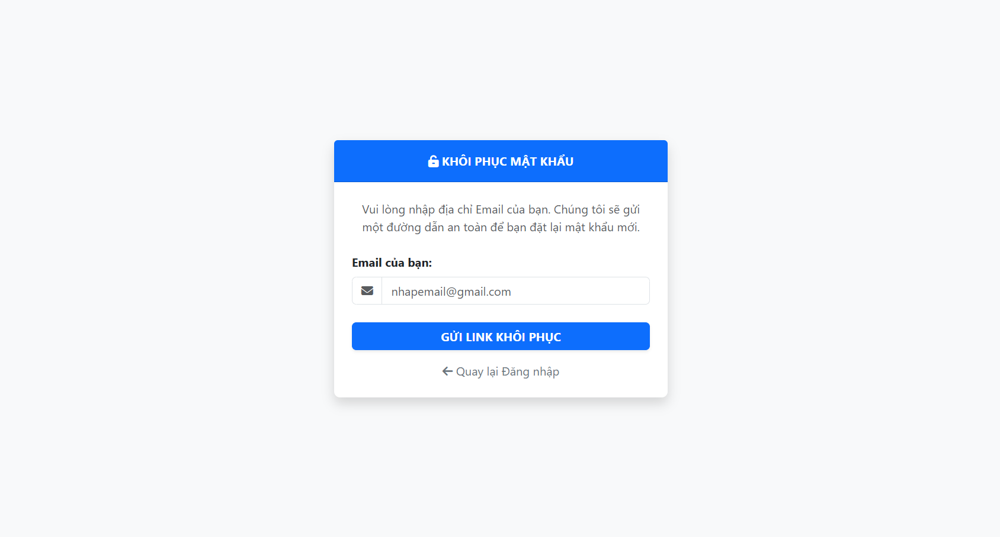 KHÔI PHỤC MẬT KHẨU
Vui lòng nhập địa chỉ Email của bạn. Chúng tôi sẽ gửi
một đường dẫn an toàn để bạn đặt lại mật khẩu mới.
Email của bạn:
nhapemail@gmail.com
GỬI LINK KHÔI PHỤC
Quay lại Đăng nhập